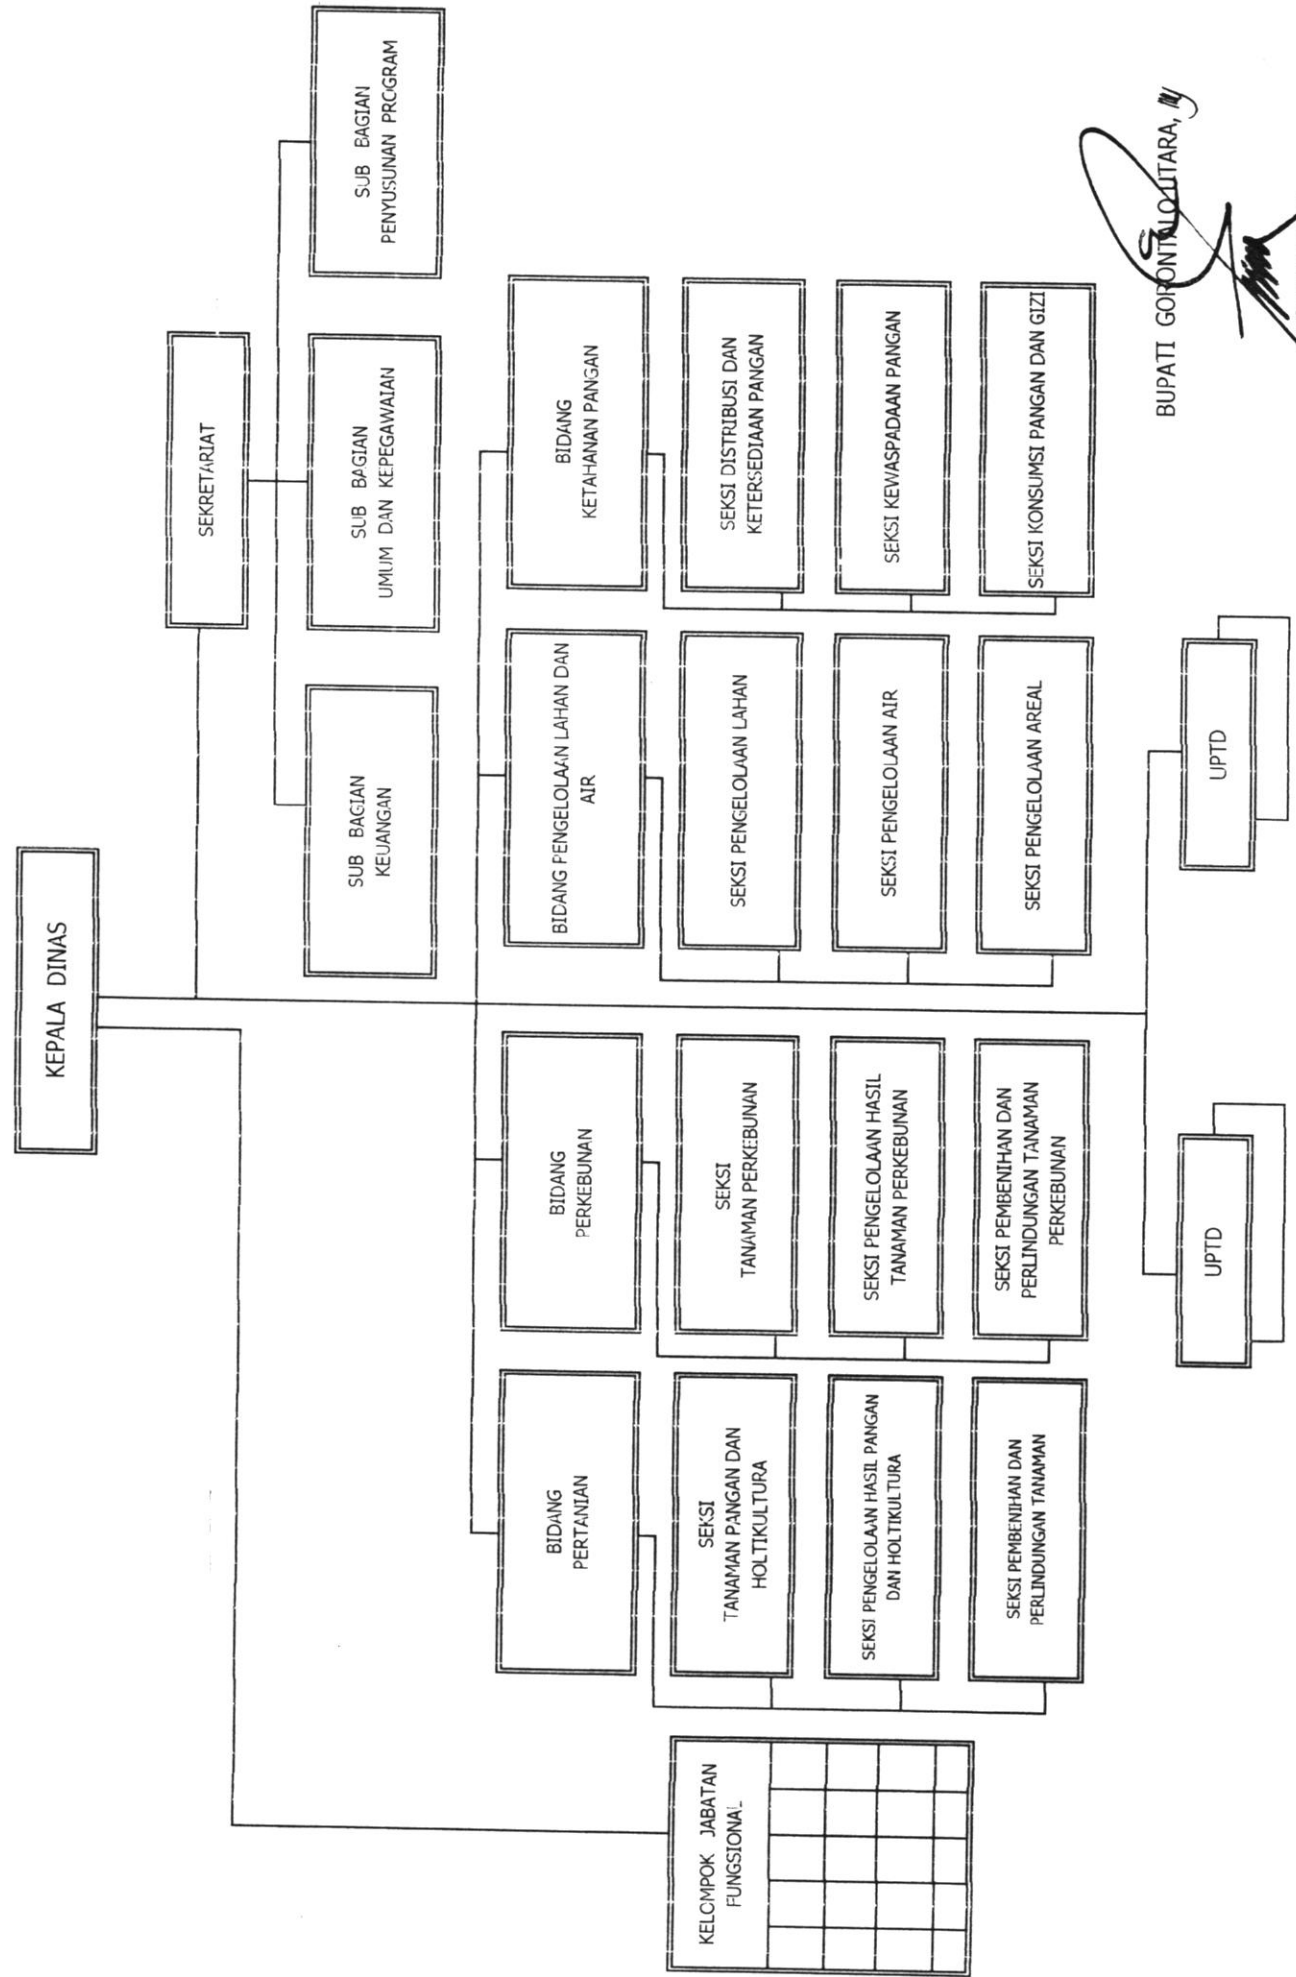 KEPALA DINAS
SEKRETARIAT
SUB BAGIAN
KEUANGAN
SUB BAGIAN
UMUM DAN KEPEGAWAIAN
SUB BAGIAN
PENYUSUNAN PROGRAM
BIDANG
PERTANIAN
BIDANG
PERKEBUNAN
BIDANG PENGELOLAAN LAHAN DAN
AIR
BIDANG
KETAHANAN PANGAN
KELOMPOK JABATAN
FUNGSIONAL
SEKSI
TANAMAN PANGAN DAN
HOLTIKULTURA
SEKSI
TANAMAN PERKEBUNAN
SEKSI PENGELOLAAN LAHAN
SEKSI DISTRIBUSI DAN
KETERSEDIAAN PANGAN
SEKSI PENGELOLAAN HASIL PANGAN
DAN HOLTIKULTURA
SEKSI PENGELOLAAN HASIL
TANAMAN PERKEBUNAN
SEKSI PENGELOLAAN AIR
SEKSI KEWASPADAAN PANGAN
SEKSI PEMBENIHAN DAN
PERLINDUNGAN TANAMAN
SEKSI PEMBENIHAN DAN
PERLINDUNGAN TANAMAN
PERKEBUNAN
SEKSI PENGELOLAAN AREAL
SEKSI KONSUMSI PANGAN DAN GIZI
UPTD
UPTD
BUPATI GORONTALO UTARA,